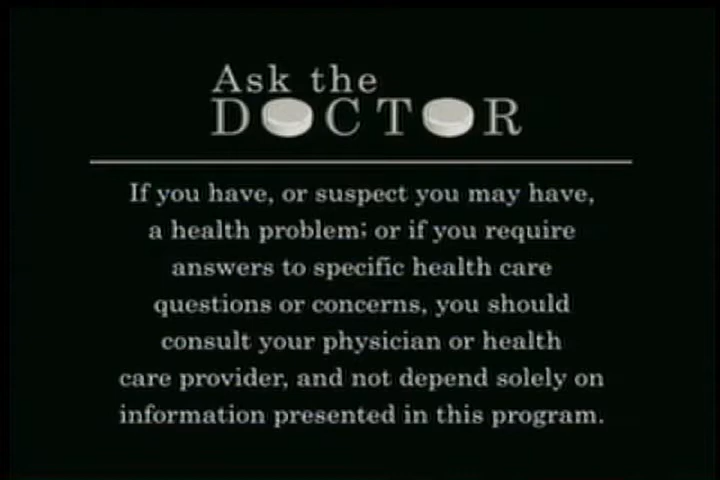 Ask the
DOCTOR
If you have, or suspect you may have,
a health problem; or if you require
answers to specific health care
questions or concerns, you should
consult your physician or health
care provider, and not depend solely on
information presented in this program.